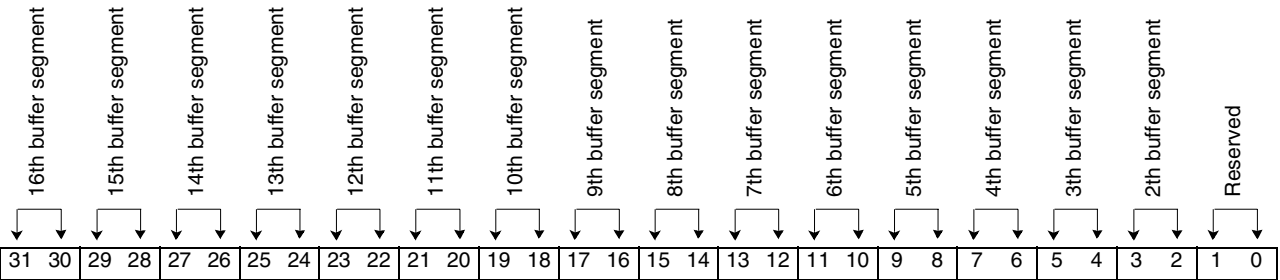 16th buffer segment
15th buffer segment
14th buffer segment
13th buffer segment
12th buffer segment
11th buffer segment
10th buffer segment
9th buffer segment
8th buffer segment
7th buffer segment
6th buffer segment
5th buffer segment
4th buffer segment
3th buffer segment
2th buffer segment
Reserved
31 30 29 28 27 26 25 24 23 22 21 20 19 18 17 16 15 14 13 12 11 10 9 8 7 6 5 4 3 2 1 0